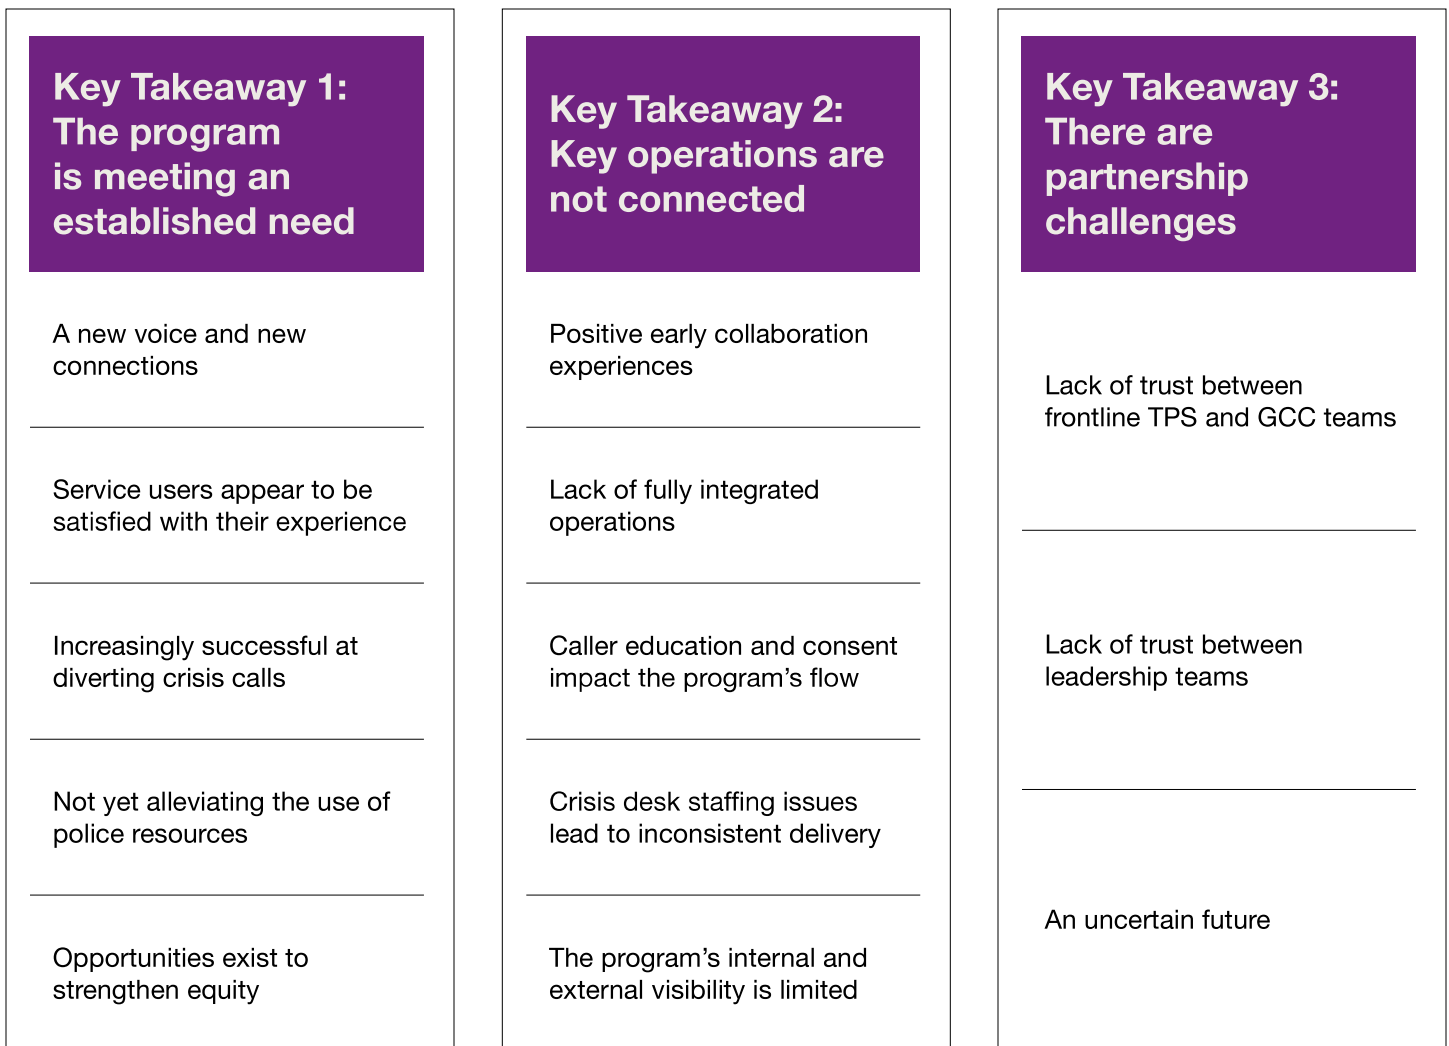 Key Takeaway 1:
The program
is meeting an
established need
A new voice and new
connections
Service users appear to be
satisfied with their experience
Increasingly successful at
diverting crisis calls
Not yet alleviating the use of
police resources
Opportunities exist to
strengthen equity
Key Takeaway 2:
Key operations are
not connected
Positive early collaboration
experiences
Lack of fully integrated
operations
Caller education and consent
impact the program’s flow
Crisis desk staffing issues
lead to inconsistent delivery
The program’s internal and
external visibility is limited
Key Takeaway 3:
There are
partnership
challenges
Lack of trust between
frontline TPS and GCC teams
Lack of trust between
leadership teams
An uncertain future